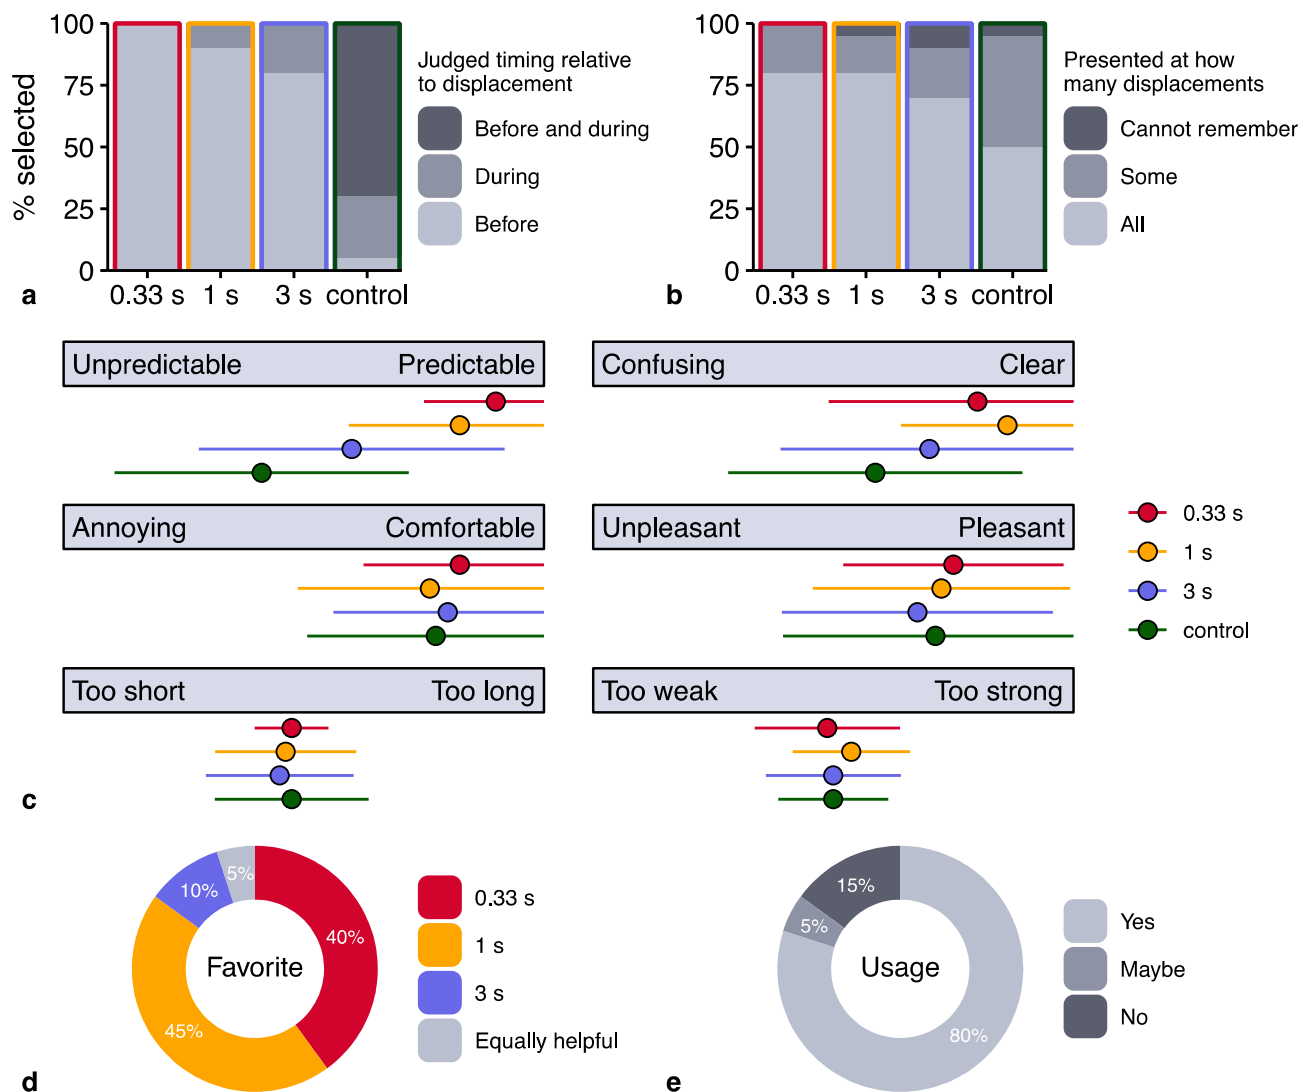 % selected
100
75
50
25
0
0.33 s
1 s
3 s
control
a
Judged timing relative
to displacement
Before and during
During
Before
100
75
50
25
0
0.33 s
1 s
3 s
control
b
Presented at how
many displacements
Cannot remember
Some
All
Unpredictable Predictable
Confusing Clear
Annoying Comfortable
Unpleasant Pleasant
Too short Too long
Too weak Too strong
0.33 s
1 s
3 s
control
c
5%
10%
40%
45%
Favorite
0.33 s
1 s
3 s
Equally helpful
d
15%
5%
80%
Usage
Yes
Maybe
No
e